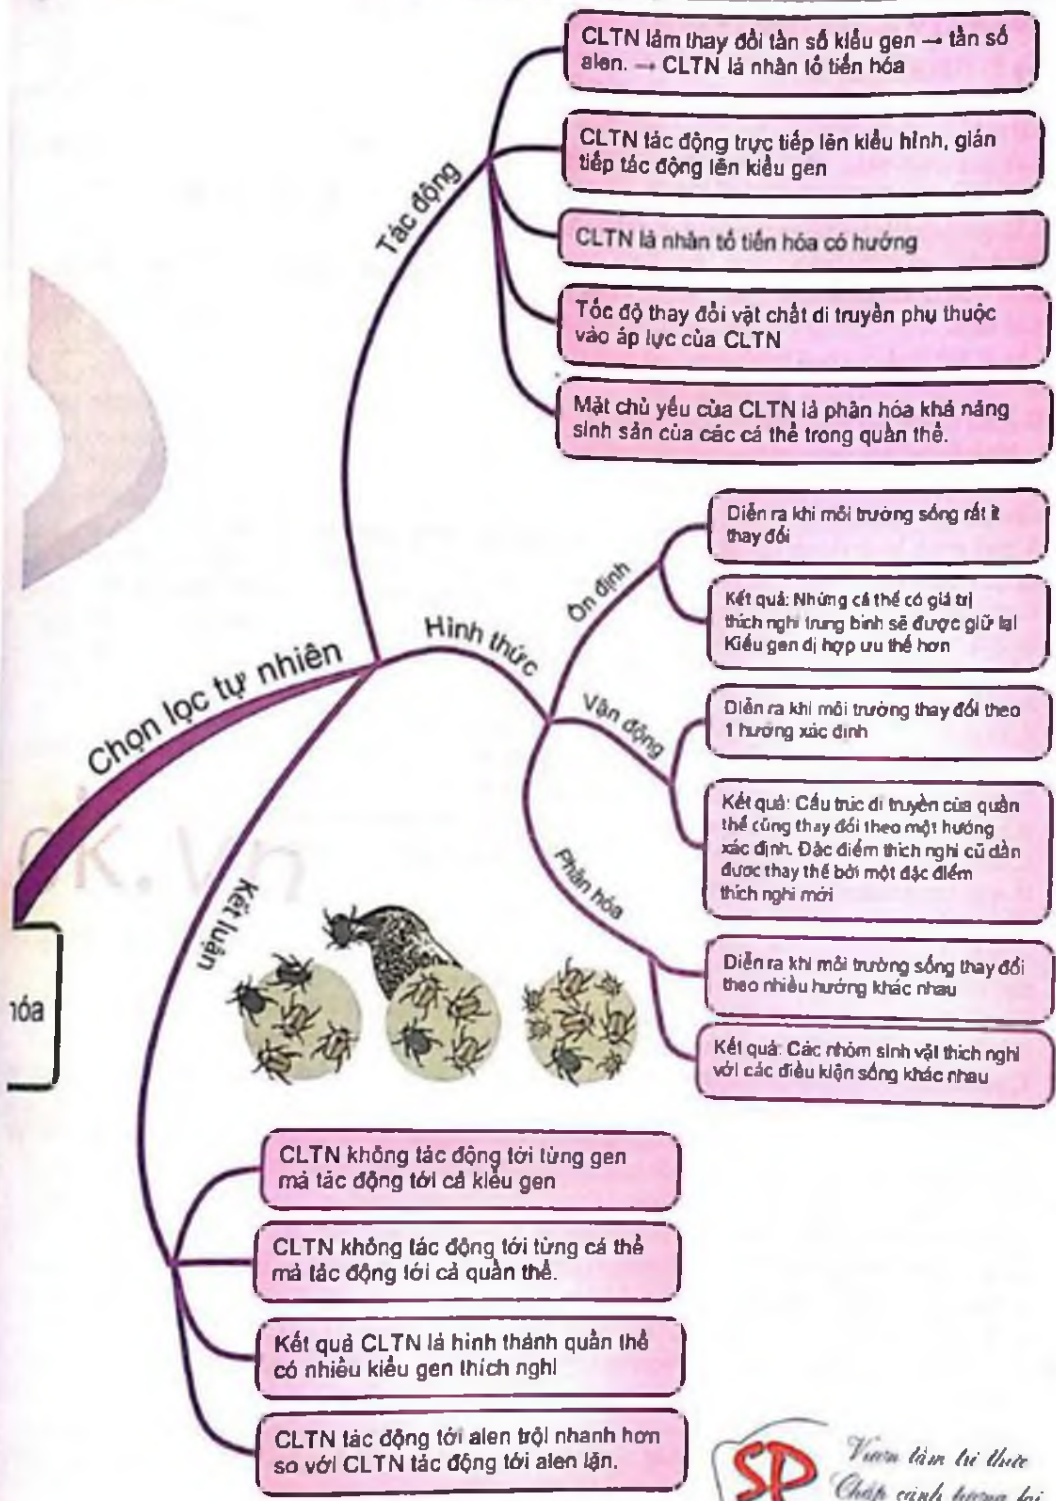 CLTN làm thay đổi tần số kiểu gen → tần số
alen. → CLTN là nhân tố tiến hóa
CLTN tác động trực tiếp lên kiểu hình, gián
tiếp tác động lên kiểu gen
Tác động
CLTN là nhân tố tiến hóa có hướng
Tốc độ thay đổi vật chất di truyền phụ thuộc
vào áp lực của CLTN
Mặt chủ yếu của CLTN là phân hóa khả năng
sinh sản của các cá thể trong quần thể.
Chọn lọc tự nhiên
Hình thức
Ổn định
Diễn ra khi môi trường sống rất ít
thay đổi
Kết quả: Những cá thể có giá trị
thích nghi trung bình sẽ được giữ lại
Kiểu gen dị hợp ưu thế hơn
Vận động
Diễn ra khi môi trường thay đổi theo
1 hướng xác định
Kết quả: Cấu trúc di truyền của quần
thể cũng thay đổi theo một hướng
xác định. Đặc điểm thích nghi cũ dần
được thay thế bởi một đặc điểm
thích nghi mới
Phân hóa
Diễn ra khi môi trường sống thay đổi
theo nhiều hướng khác nhau
Kết quả: Các nhóm sinh vật thích nghi
với các điều kiện sống khác nhau
Kết luận
hóa
CLTN không tác động tới từng gen
mà tác động tới cả kiểu gen
CLTN không tác động tới từng cá thể
mà tác động tới cả quần thể.
Kết quả CLTN là hình thành quần thể
có nhiều kiểu gen thích nghi
CLTN tác động tới alen trội nhanh hơn
so với CLTN tác động tới alen lặn.
SP
Vươn tầm tri thức
Chắp cánh tương lai